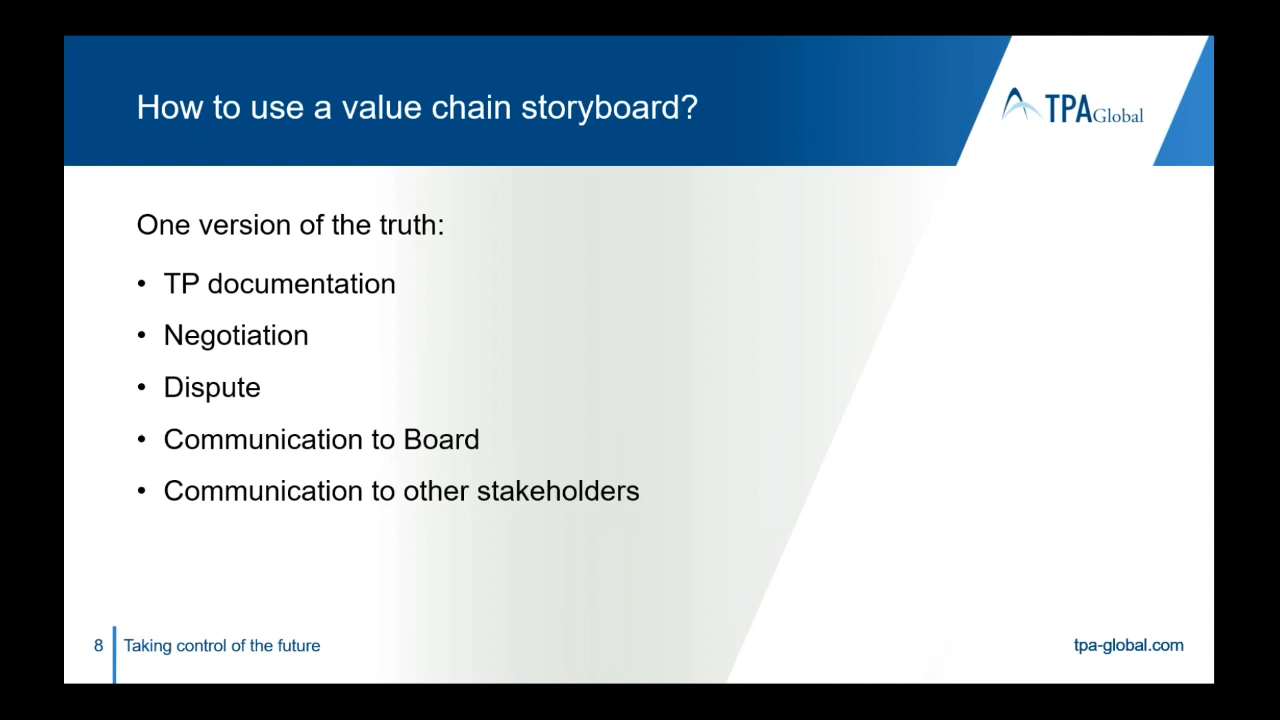 How to use a value chain storyboard?
TPA Global
One version of the truth:
• TP documentation
• Negotiation
• Dispute
• Communication to Board
• Communication to other stakeholders
8 Taking control of the future
tpa-global.com